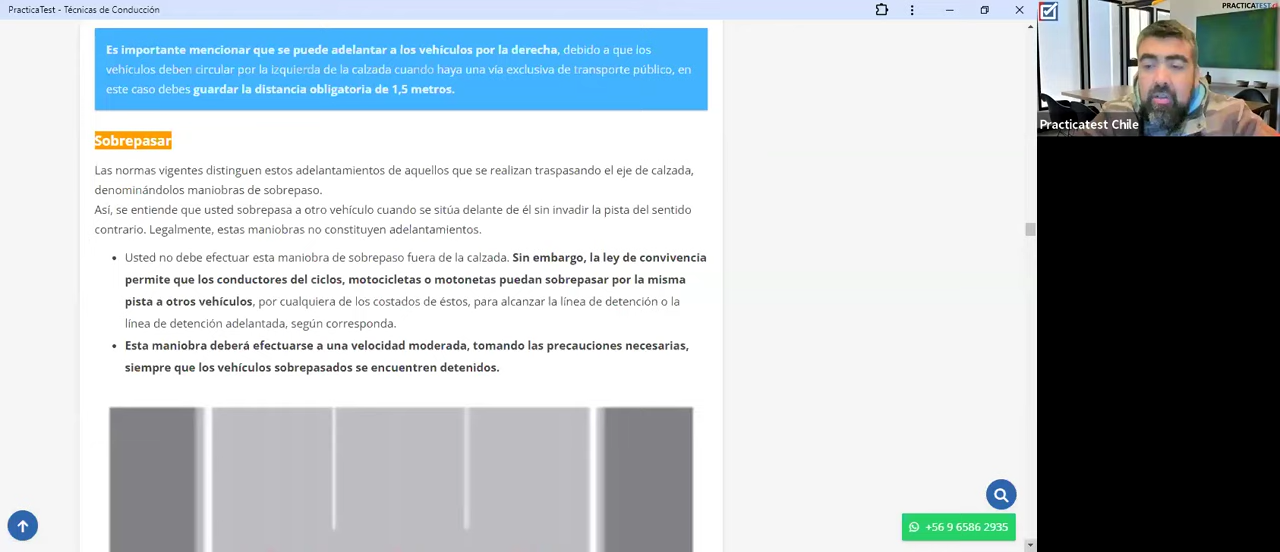 PracticaTest - Técnicas de Conducción
PRACTICATEST.C
Es importante mencionar que se puede adelantar a los vehículos por la derecha, debido a que los
vehículos deben circular por la izquierda de la calzada cuando haya una vía exclusiva de transporte público, en
este caso debes guardar la distancia obligatoria de 1,5 metros.
Practicatest Chile
Sobrepasar
Las normas vigentes distinguen estos adelantamientos de aquellos que se realizan traspasando el eje de calzada,
denominándolos maniobras de sobrepaso.
Así, se entiende que usted sobrepasa a otro vehículo cuando se sitúa delante de él sin invadir la pista del sentido
contrario. Legalmente, estas maniobras no constituyen adelantamientos.
• Usted no debe efectuar esta maniobra de sobrepaso fuera de la calzada. Sin embargo, la ley de convivencia
permite que los conductores del ciclos, motocicletas o motonetas puedan sobrepasar por la misma
pista a otros vehículos, por cualquiera de los costados de éstos, para alcanzar la línea de detención o la
línea de detención adelantada, según corresponda.
• Esta maniobra deberá efectuarse a una velocidad moderada, tomando las precauciones necesarias,
siempre que los vehículos sobrepasados se encuentren detenidos.
+56 9 6586 2935